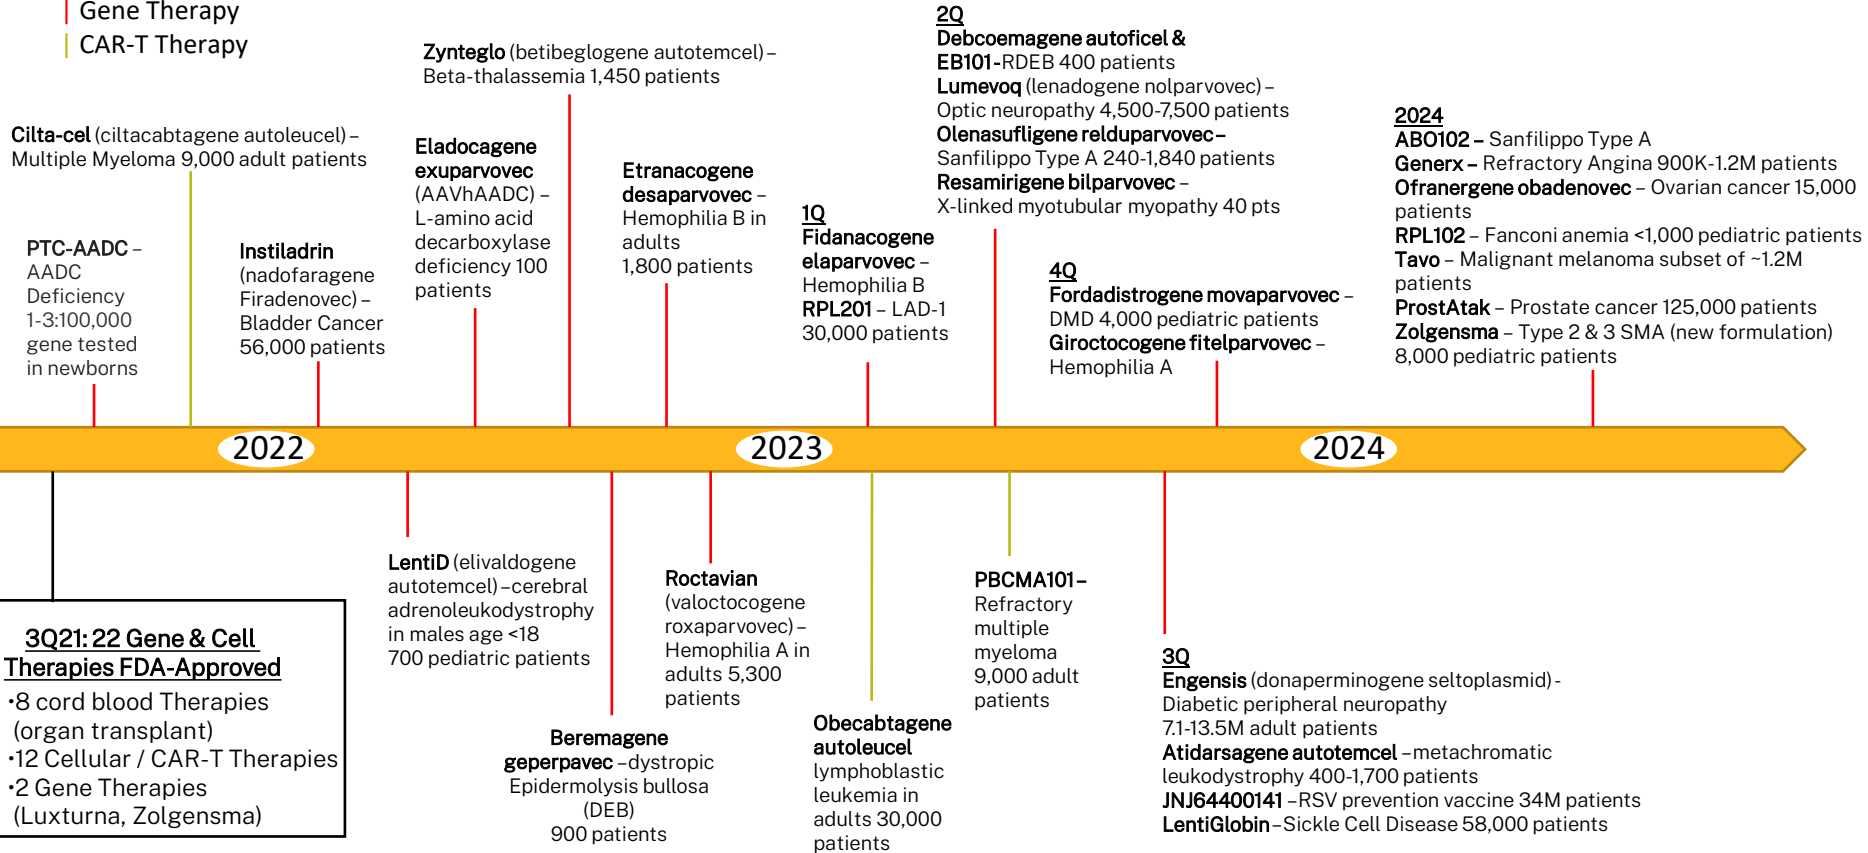 Gene Therapy
CAR-T Therapy
Cilta-cel (ciltacabtagene autoleucel) –
Multiple Myeloma 9,000 adult patients
PTC-AADC –
AADC
Deficiency
1-3:100,000
gene tested
in newborns
Instiladrin
(nadofaragene
Firadenovec) –
Bladder Cancer
56,000 patients
Zynteglo (betibeglogene autotemcel) –
Beta-thalassemia 1,450 patients
Eladocagene
exuparvovec
(AAVhAADC) –
L-amino acid
decarboxylase
deficiency 100
patients
Etranacogene
desaparvovec –
Hemophilia B in
adults
1,800 patients
1Q
Fidanacogene
elaparvovec –
Hemophilia B
RPL201 – LAD-1
30,000 patients
2Q
Debcoemagene autoficel &
EB101-RDEB 400 patients
Lumevoq (lenadogene nolparvovec) –
Optic neuropathy 4,500-7,500 patients
Olenasufligene relduparvovec –
Sanfilippo Type A 240-1,840 patients
Resamirigene bilparvovec –
X-linked myotubular myopathy 40 pts
4Q
Fordadistrogene movaparvovec –
DMD 4,000 pediatric patients
Giroctocogene fitelparvovec –
Hemophilia A
2024
ABO102 – Sanfilippo Type A
Generx – Refractory Angina 900K-1.2M patients
Ofranergene obadenovec – Ovarian cancer 15,000
patients
RPL102 – Fanconi anemia <1,000 pediatric patients
Tavo – Malignant melanoma subset of ~1.2M
patients
ProstAtak – Prostate cancer 125,000 patients
Zolgensma – Type 2 & 3 SMA (new formulation)
8,000 pediatric patients
2022
2023
2024
3Q21: 22 Gene & Cell
Therapies FDA-Approved
•8 cord blood Therapies
(organ transplant)
•12 Cellular / CAR-T Therapies
•2 Gene Therapies
(Luxturna, Zolgensma)
LentiD (elivaldogene
autotemcel) –cerebral
adrenoleukodystrophy
in males age <18
700 pediatric patients
Beremagene
geperpavec –dystropic
Epidermolysis bullosa
(DEB)
900 patients
Roctavian
(valoctocogene
roxaparvovec) –
Hemophilia A in
adults 5,300
patients
Obecabtagene
autoleucel
lymphoblastic
leukemia in
adults 30,000
patients
PBCMA101 –
Refractory
multiple
myeloma
9,000 adult
patients
3Q
Engensis (donaperminogene seltoplasmid) -
Diabetic peripheral neuropathy
7.1-13.5M adult patients
Atidarsagene autotemcel –metachromatic
leukodystrophy 400-1,700 patients
JNJ64400141 –RSV prevention vaccine 34M patients
LentiGlobin –Sickle Cell Disease 58,000 patients